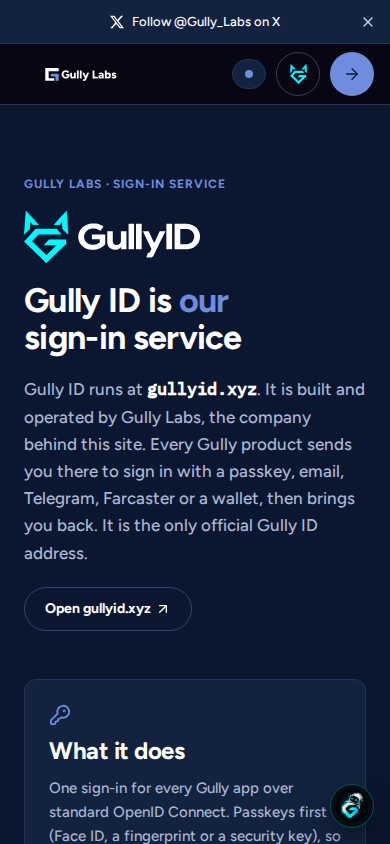 Follow @Gully_Labs on X
Gully Labs
GULLY LABS · SIGN-IN SERVICE
GullyID
Gully ID is our
sign-in service
Gully ID runs at gullyid.xyz. It is built and
operated by Gully Labs, the company
behind this site. Every Gully product sends
you there to sign in with a passkey, email,
Telegram, Farcaster or a wallet, then brings
you back. It is the only official Gully ID
address.
Open gullyid.xyz
What it does
One sign-in for every Gully app over
standard OpenID Connect. Passkeys first
(Face ID, a fingerprint or a security key), so